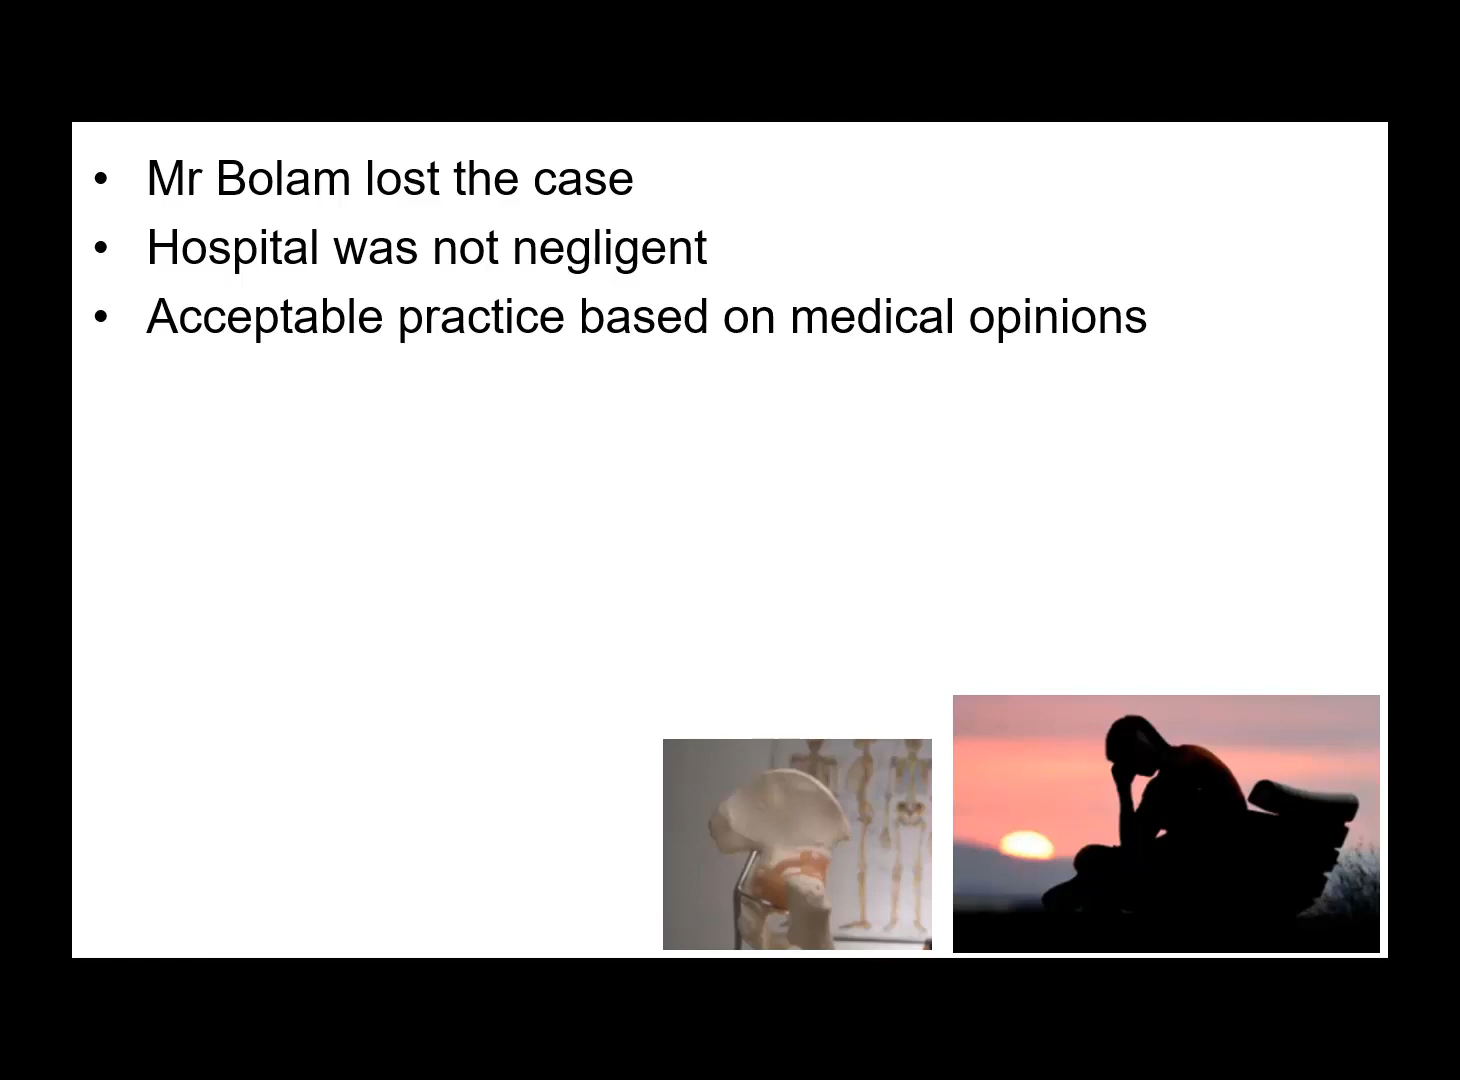 • Mr Bolam lost the case
• Hospital was not negligent
• Acceptable practice based on medical opinions